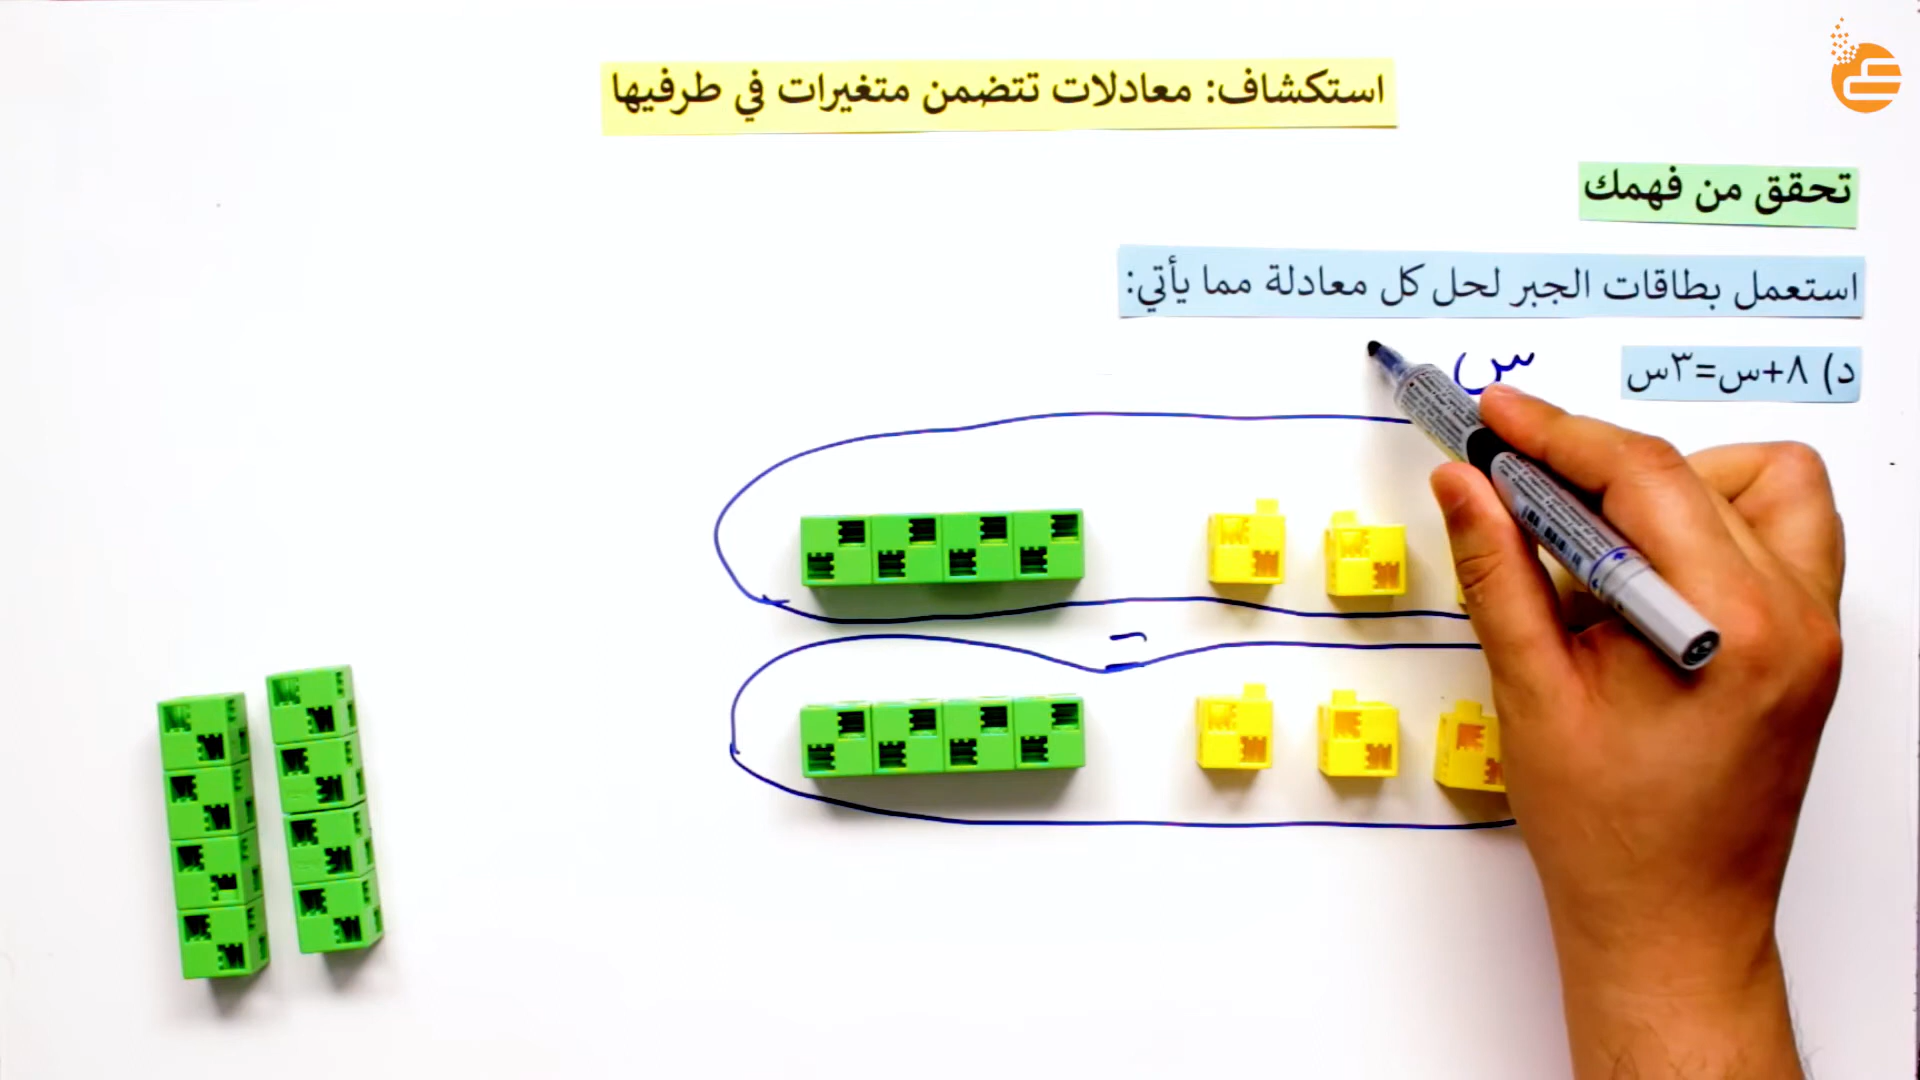 استكشاف: معادلات تتضمن متغيرات في طرفيها
تحقق من فهمك
استعمل بطاقات الجبر لحل كل معادلة مما يأتي:
د) ٨+س=٣س
س
=